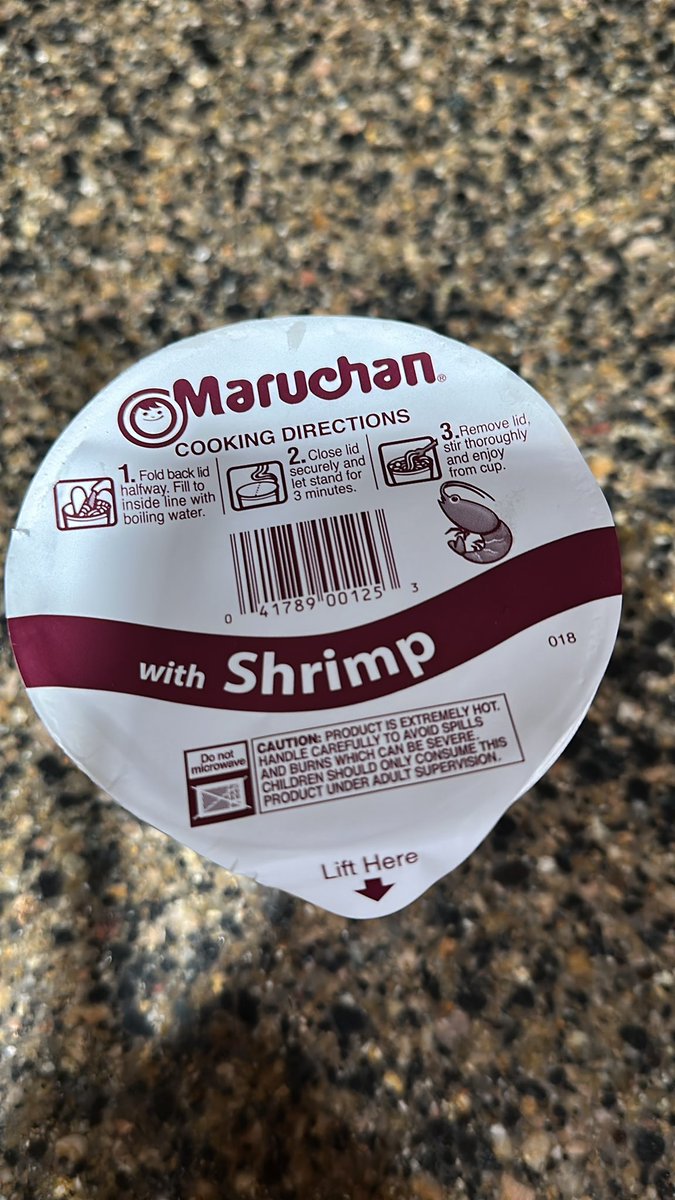 Maruchan®
COOKING DIRECTIONS
1. Fold back lid
halfway. Fill to
inside line with
boiling water.
2. Close lid
securely and
let stand for
3 minutes.
3. Remove lid,
stir thoroughly
and enjoy
from cup.
0 41789 00125 3
with Shrimp
018
Do not
microwave
CAUTION: PRODUCT IS EXTREMELY HOT.
HANDLE CAREFULLY TO AVOID SPILLS
AND BURNS WHICH CAN BE SEVERE.
CHILDREN SHOULD ONLY CONSUME THIS
PRODUCT UNDER ADULT SUPERVISION.
Lift Here